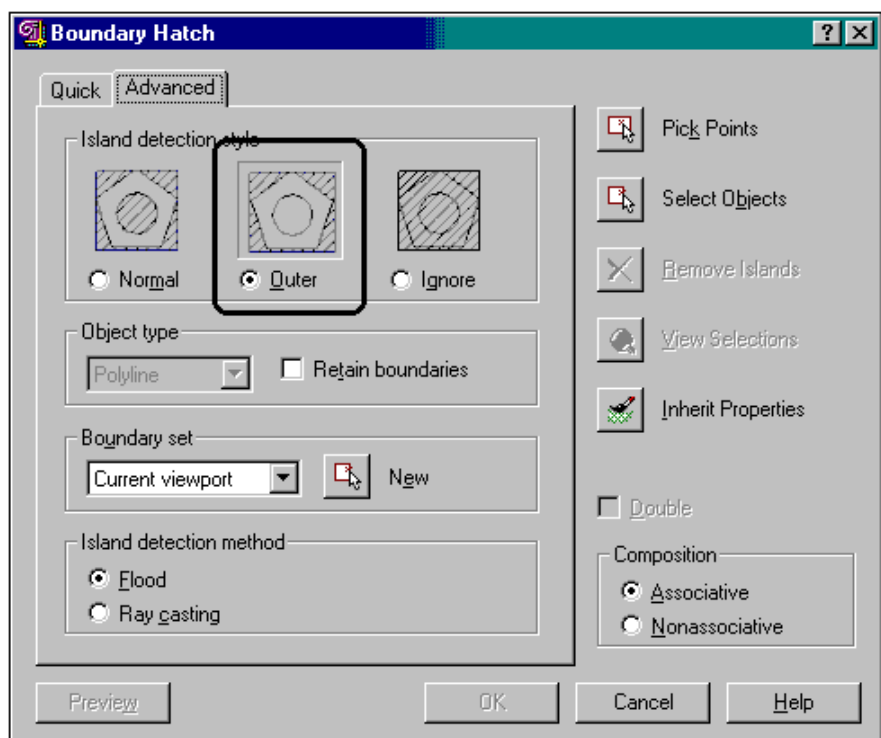 Boundary Hatch
Quick
Advanced
Island detection style
Normal
Outer
Ignore
Object type
Polyline
Retain boundaries
Boundary set
Current viewport
New
Island detection method
Flood
Ray casting
Pick Points
Select Objects
Remove Islands
View Selections
Inherit Properties
Double
Composition
Associative
Nonassociative
Preview
OK
Cancel
Help